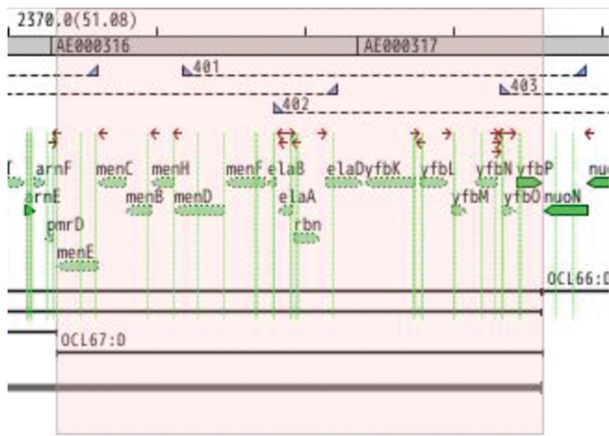 2370.0(51.08)
AE000316 AE000317
401
403
402
arnF menC menH menF elaB elaD yfbK yfbL yfbN yfbP
arnE menB menD elaA yfbM yfbO nuoN
pmrD rbn
menE
OCL66:D
OCL67:D